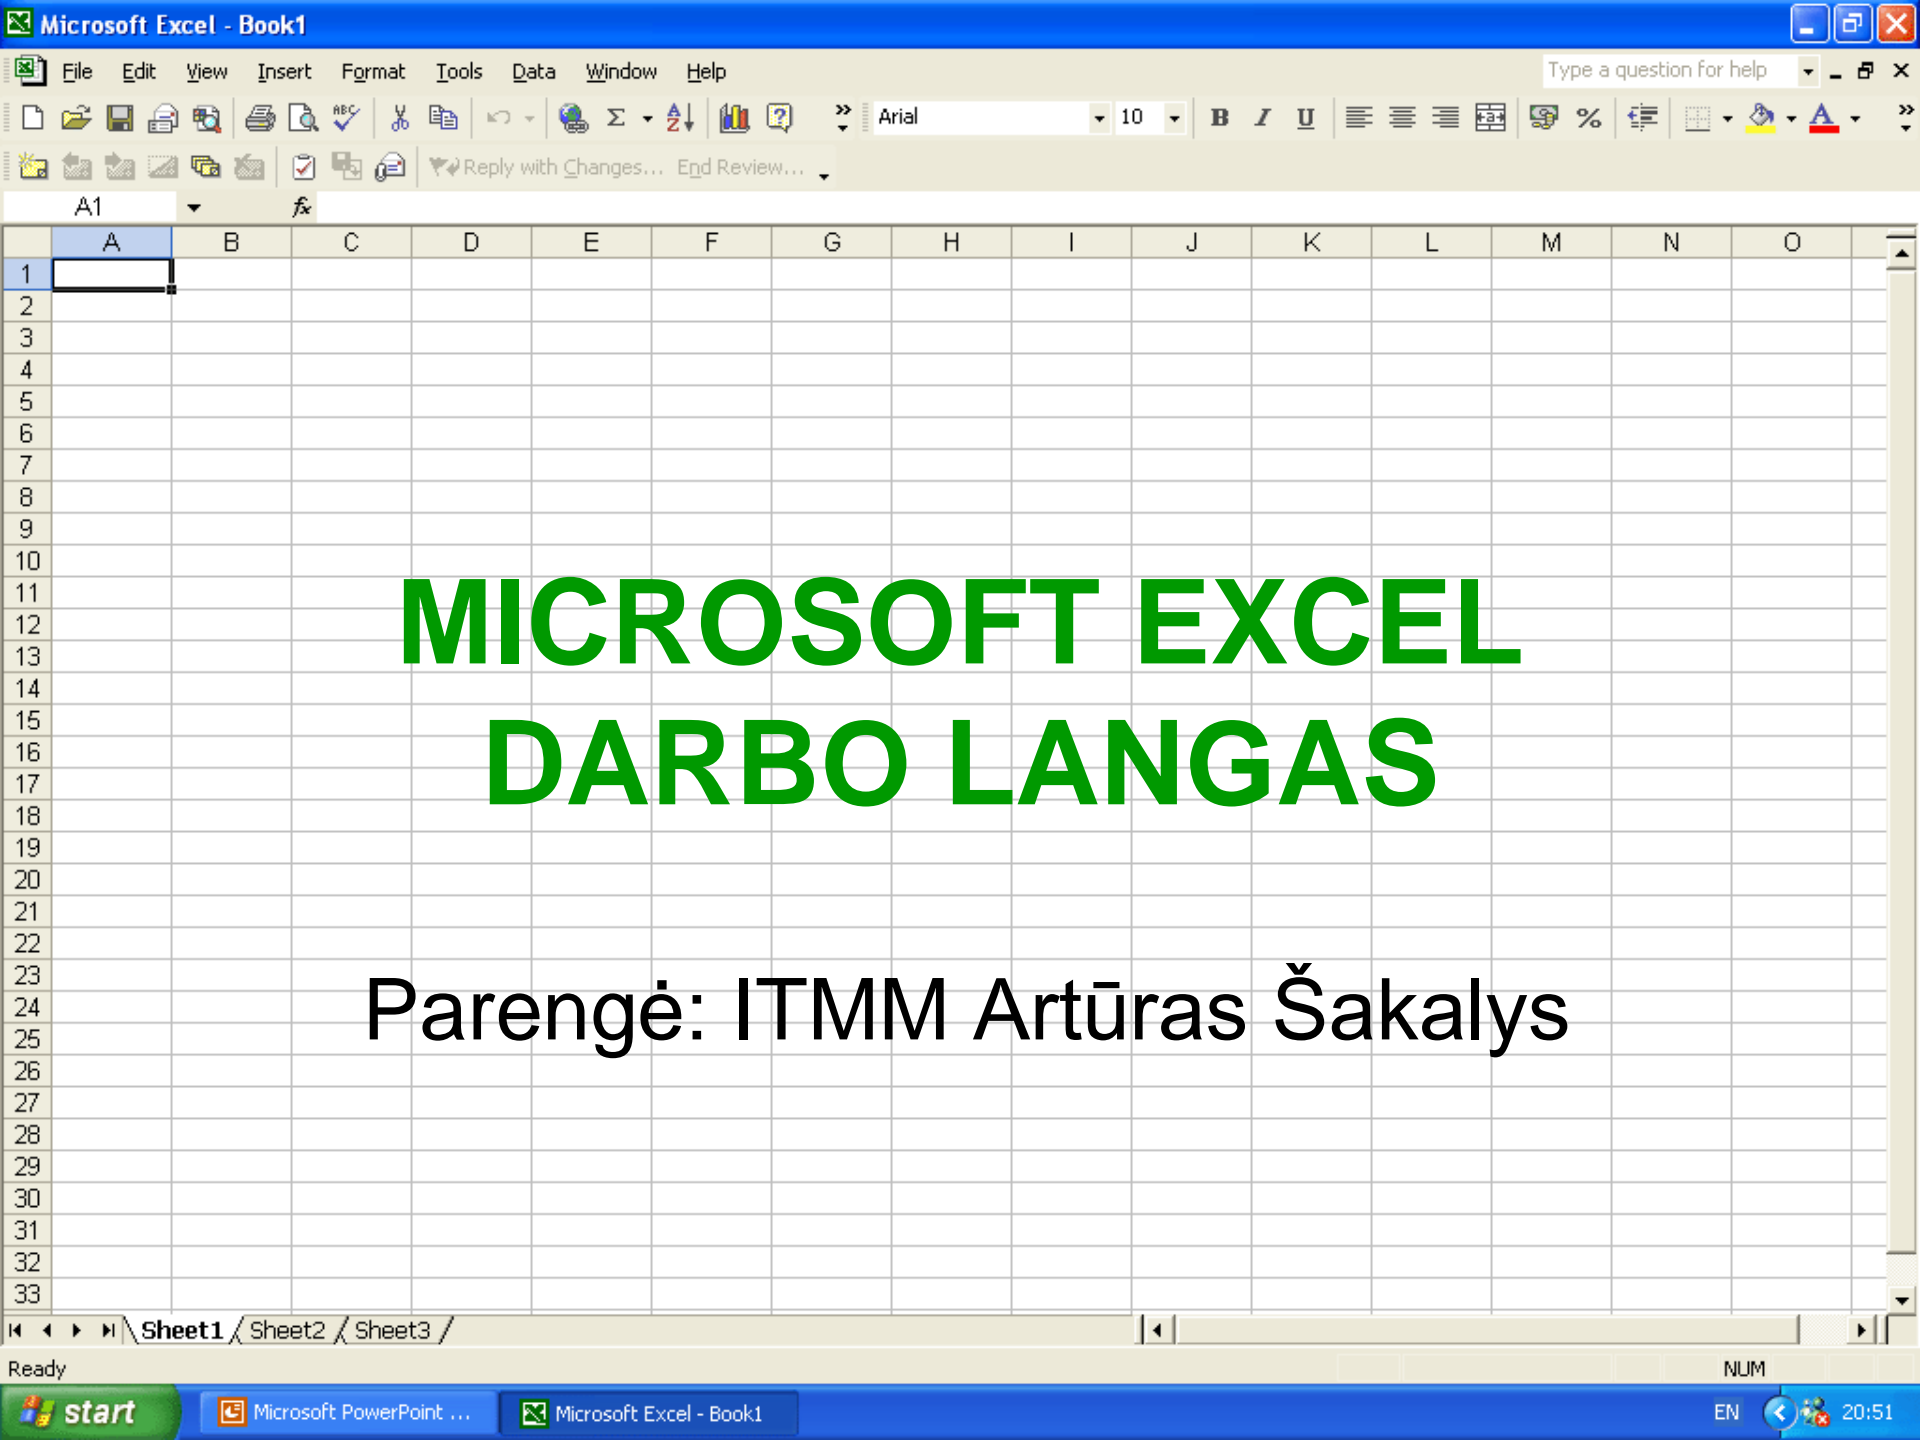 Microsoft Excel - Book1
File Edit View Insert Format Tools Data Window Help Type a question for help
Arial 10 B I U %
Reply with Changes... End Review...
A1 fx
A B C D E F G H I J K L M N O
1
2
3
4
5
6
7
8
9
10
11
12
13
14
15
16
17
18
19
20
21
22
23
24
25
26
27
28
29
30
31
32
33
MICROSOFT EXCEL
DARBO LANGAS
Parengė: ITMM Artūras Šakalys
Sheet1 Sheet2 Sheet3
Ready NUM
start Microsoft PowerPoint ... Microsoft Excel - Book1 EN 20:51